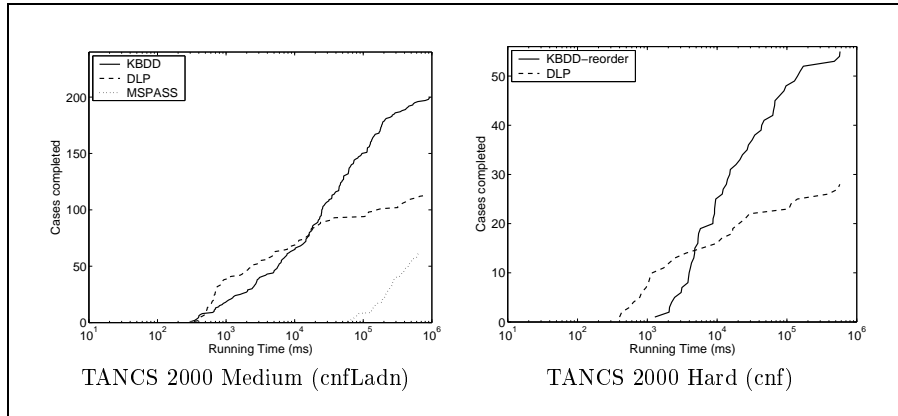 KBDD
DLP
MSPASS
200
150
100
50
0
Cases completed
10^1 10^2 10^3 10^4 10^5 10^6
Running Time (ms)
TANCS 2000 Medium (cnfLadn)
KBDD-reorder
DLP
50
40
30
20
10
0
Cases completed
10^1 10^2 10^3 10^4 10^5 10^6
Running Time (ms)
TANCS 2000 Hard (cnf)